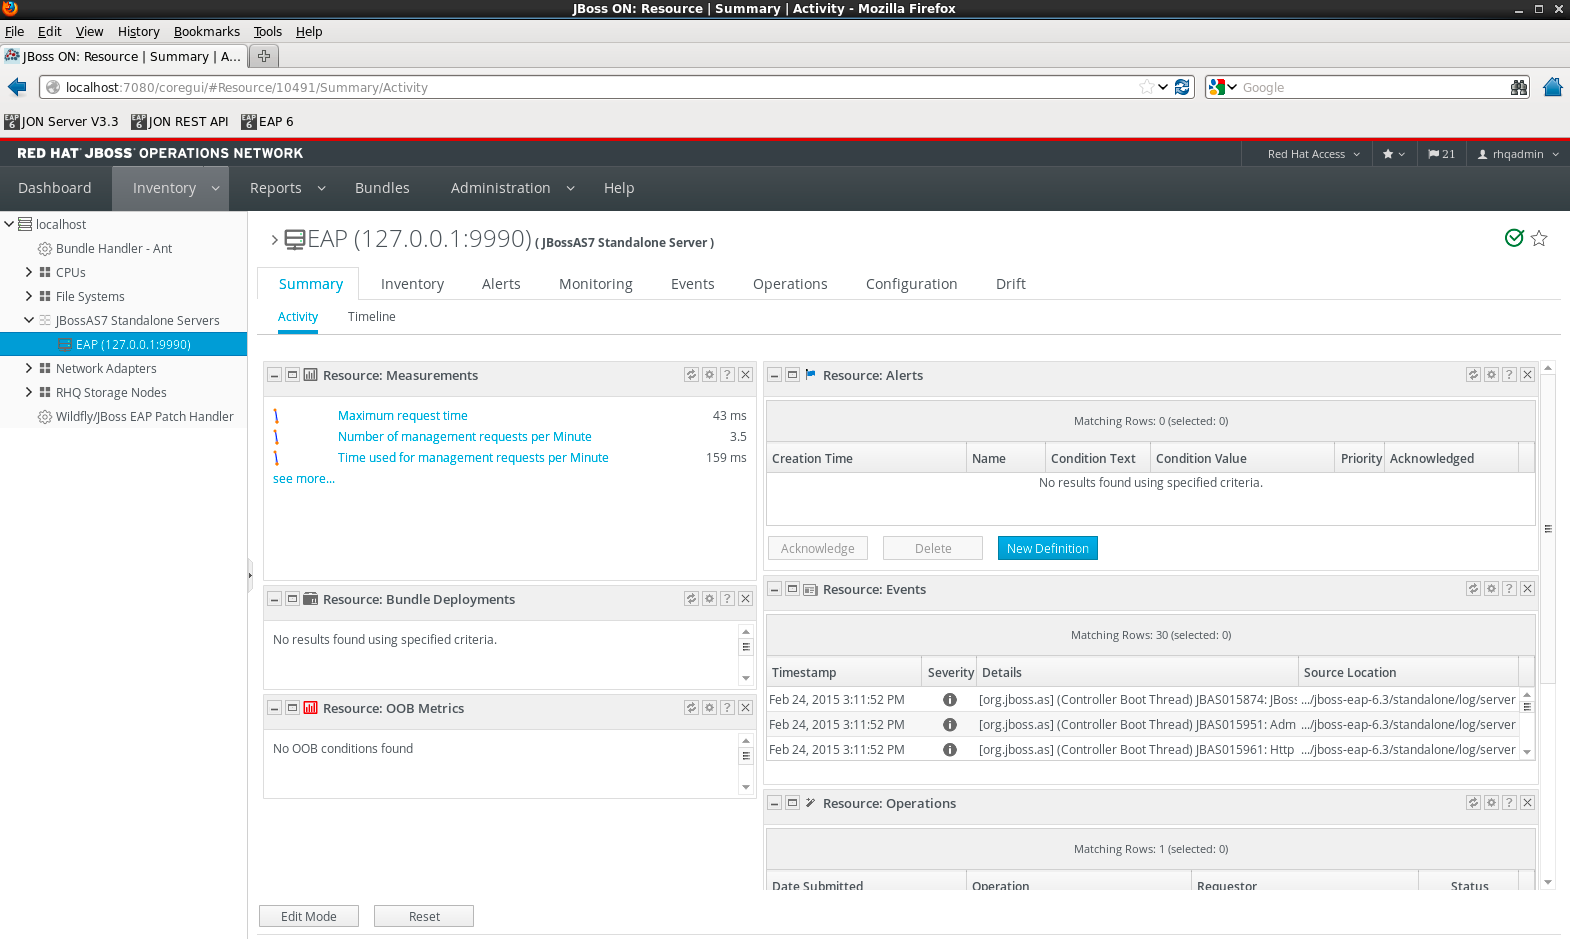 JBoss ON: Resource | Summary | Activity - Mozilla Firefox
File Edit View History Bookmarks Tools Help
JBoss ON: Resource | Summary | A...
localhost:7080/coregui/#Resource/10491/Summary/Activity
Google
EAP 6 JON Server V3.3 EAP 6 JON REST API EAP 6 EAP 6
RED HAT JBOSS OPERATIONS NETWORK
Red Hat Access 21 rhqadmin
Dashboard Inventory Reports Bundles Administration Help
localhost
Bundle Handler - Ant
CPUs
File Systems
JBossAS7 Standalone Servers
EAP (127.0.0.1:9990)
Network Adapters
RHQ Storage Nodes
Wildfly/JBoss EAP Patch Handler
EAP (127.0.0.1:9990) ( JBossAS7 Standalone Server )
Summary Inventory Alerts Monitoring Events Operations Configuration Drift
Activity Timeline
Resource: Measurements
Maximum request time 43 ms
Number of management requests per Minute 3.5
Time used for management requests per Minute 159 ms
see more...
Resource: Bundle Deployments
No results found using specified criteria.
Resource: OOB Metrics
No OOB conditions found
Resource: Alerts
Matching Rows: 0 (selected: 0)
Creation Time Name Condition Text Condition Value Priority Acknowledged
No results found using specified criteria.
Acknowledge Delete New Definition
Resource: Events
Matching Rows: 30 (selected: 0)
Timestamp Severity Details Source Location
Feb 24, 2015 3:11:52 PM [org.jboss.as] (Controller Boot Thread) JBAS015874: JBoss .../jboss-eap-6.3/standalone/log/server
Feb 24, 2015 3:11:52 PM [org.jboss.as] (Controller Boot Thread) JBAS015951: Adm .../jboss-eap-6.3/standalone/log/server
Feb 24, 2015 3:11:52 PM [org.jboss.as] (Controller Boot Thread) JBAS015961: Http .../jboss-eap-6.3/standalone/log/server
Resource: Operations
Matching Rows: 1 (selected: 0)
Date Submitted Operation Requestor Status
Edit Mode Reset